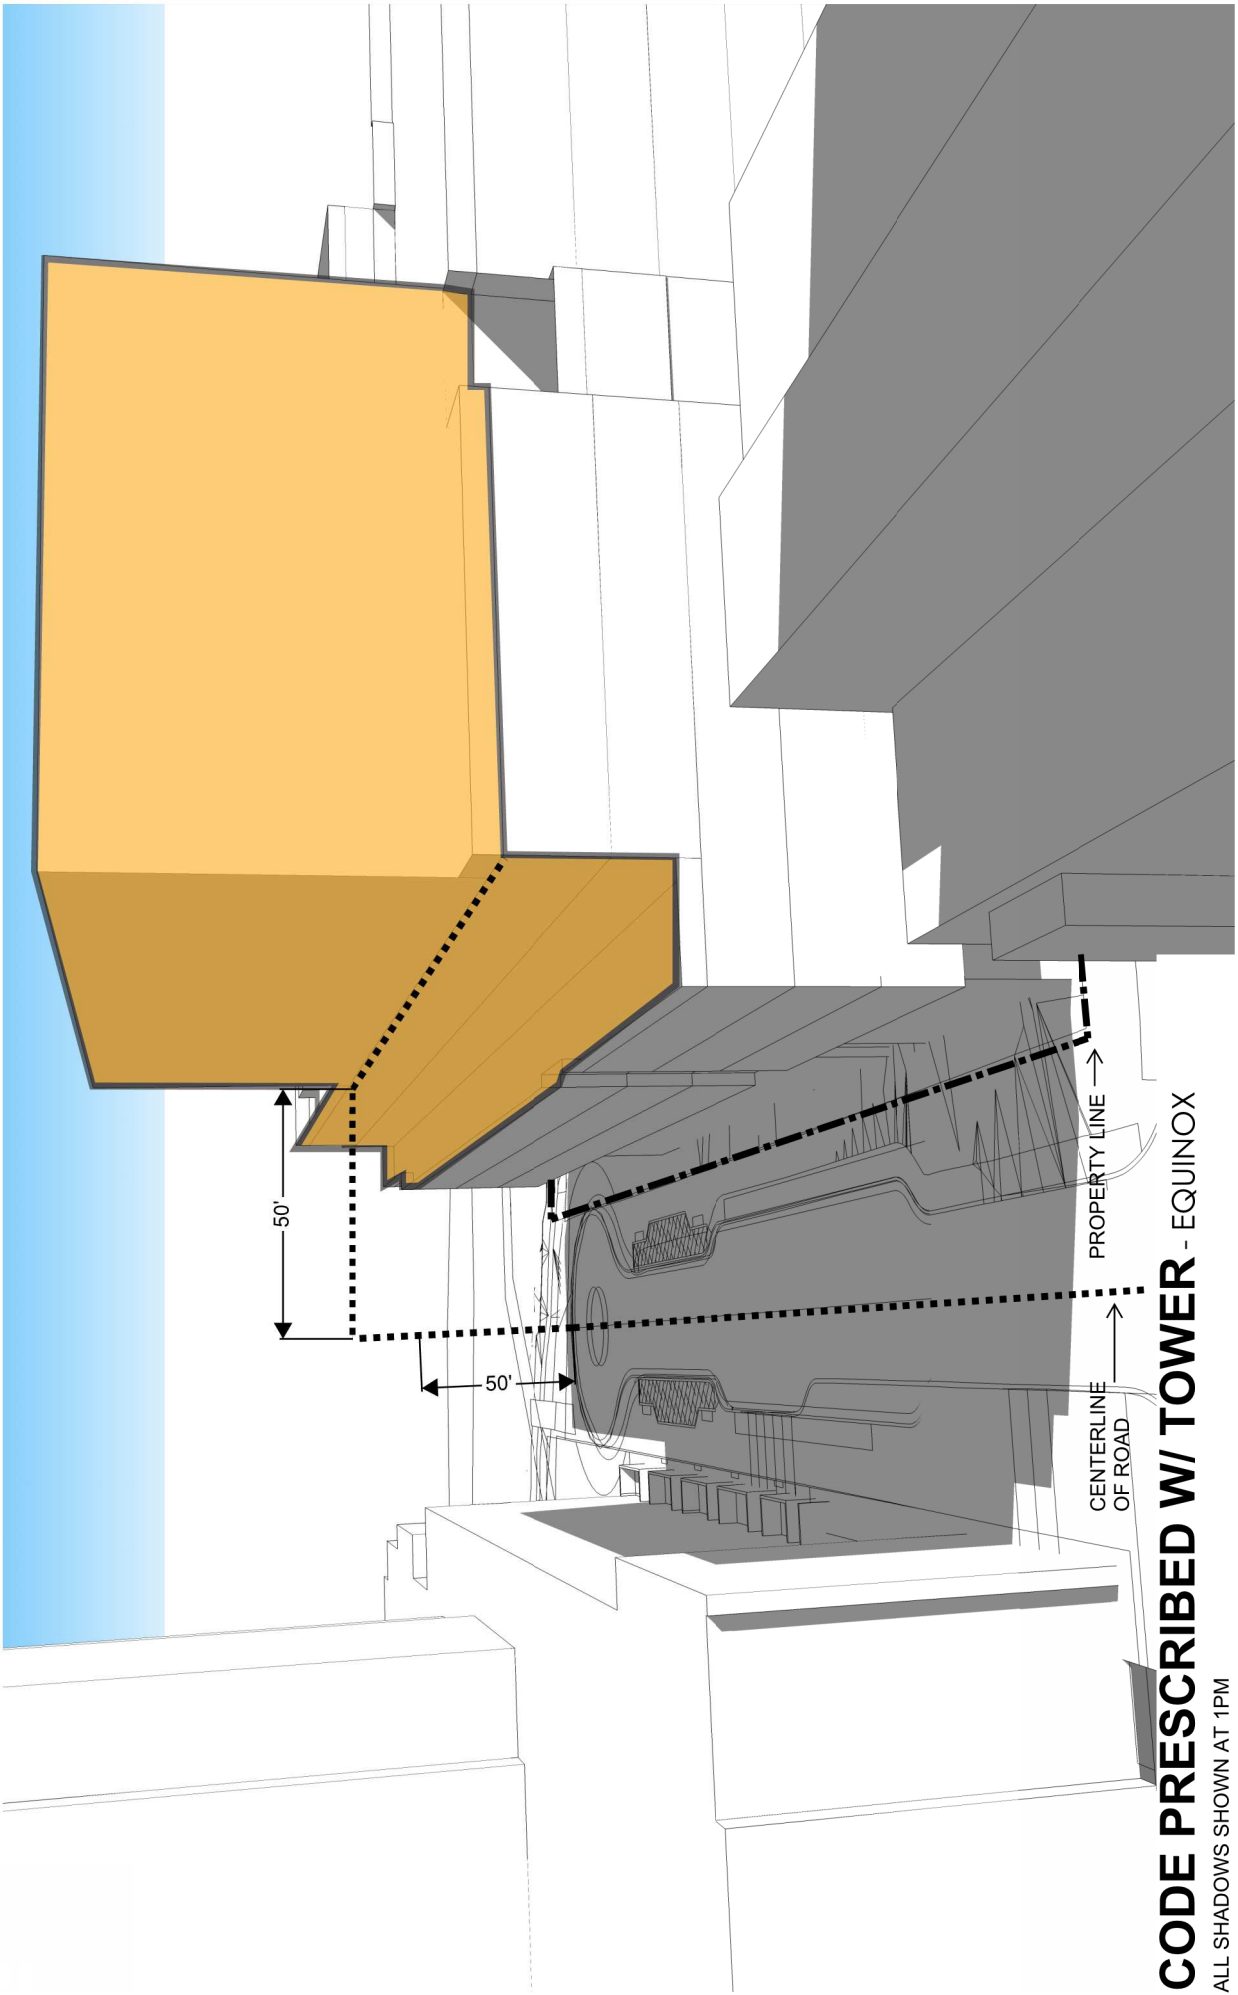 50'
50'
PROPERTY LINE
CENTERLINE
OF ROAD
CODE PRESCRIBED W/ TOWER - EQUINOX
ALL SHADOWS SHOWN AT 1PM